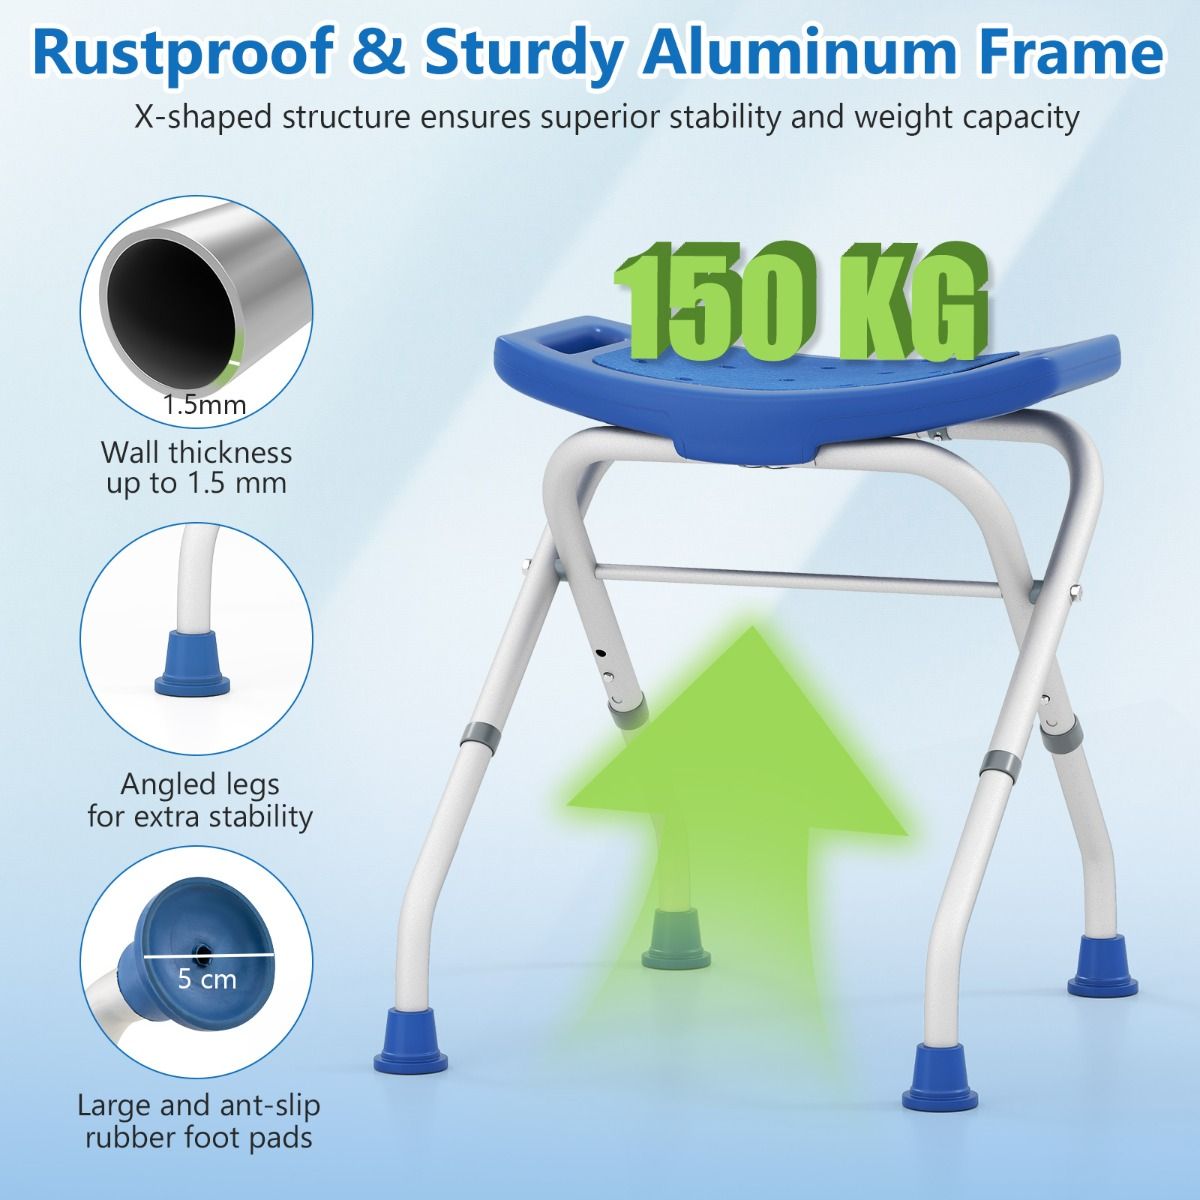 Rustproof & Sturdy Aluminum Frame
X-shaped structure ensures superior stability and weight capacity
150 KG
1.5mm
Wall thickness
up to 1.5 mm
Angled legs
for extra stability
5 cm
Large and ant-slip
rubber foot pads